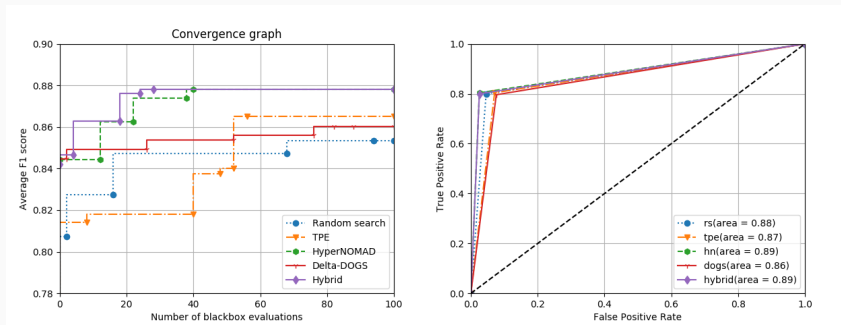 Convergence graph
Average F1 score
0.90
0.88
0.86
0.84
0.82
0.80
0.78
0 20 40 60 80 100
Number of blackbox evaluations
Random search
TPE
HyperNOMAD
Delta-DOGS
Hybrid
True Positive Rate
1.0
0.8
0.6
0.4
0.2
0.0
0.0 0.2 0.4 0.6 0.8 1.0
False Positive Rate
rs(area = 0.88)
tpe(area = 0.87)
hn(area = 0.89)
dogs(area = 0.86)
hybrid(area = 0.89)